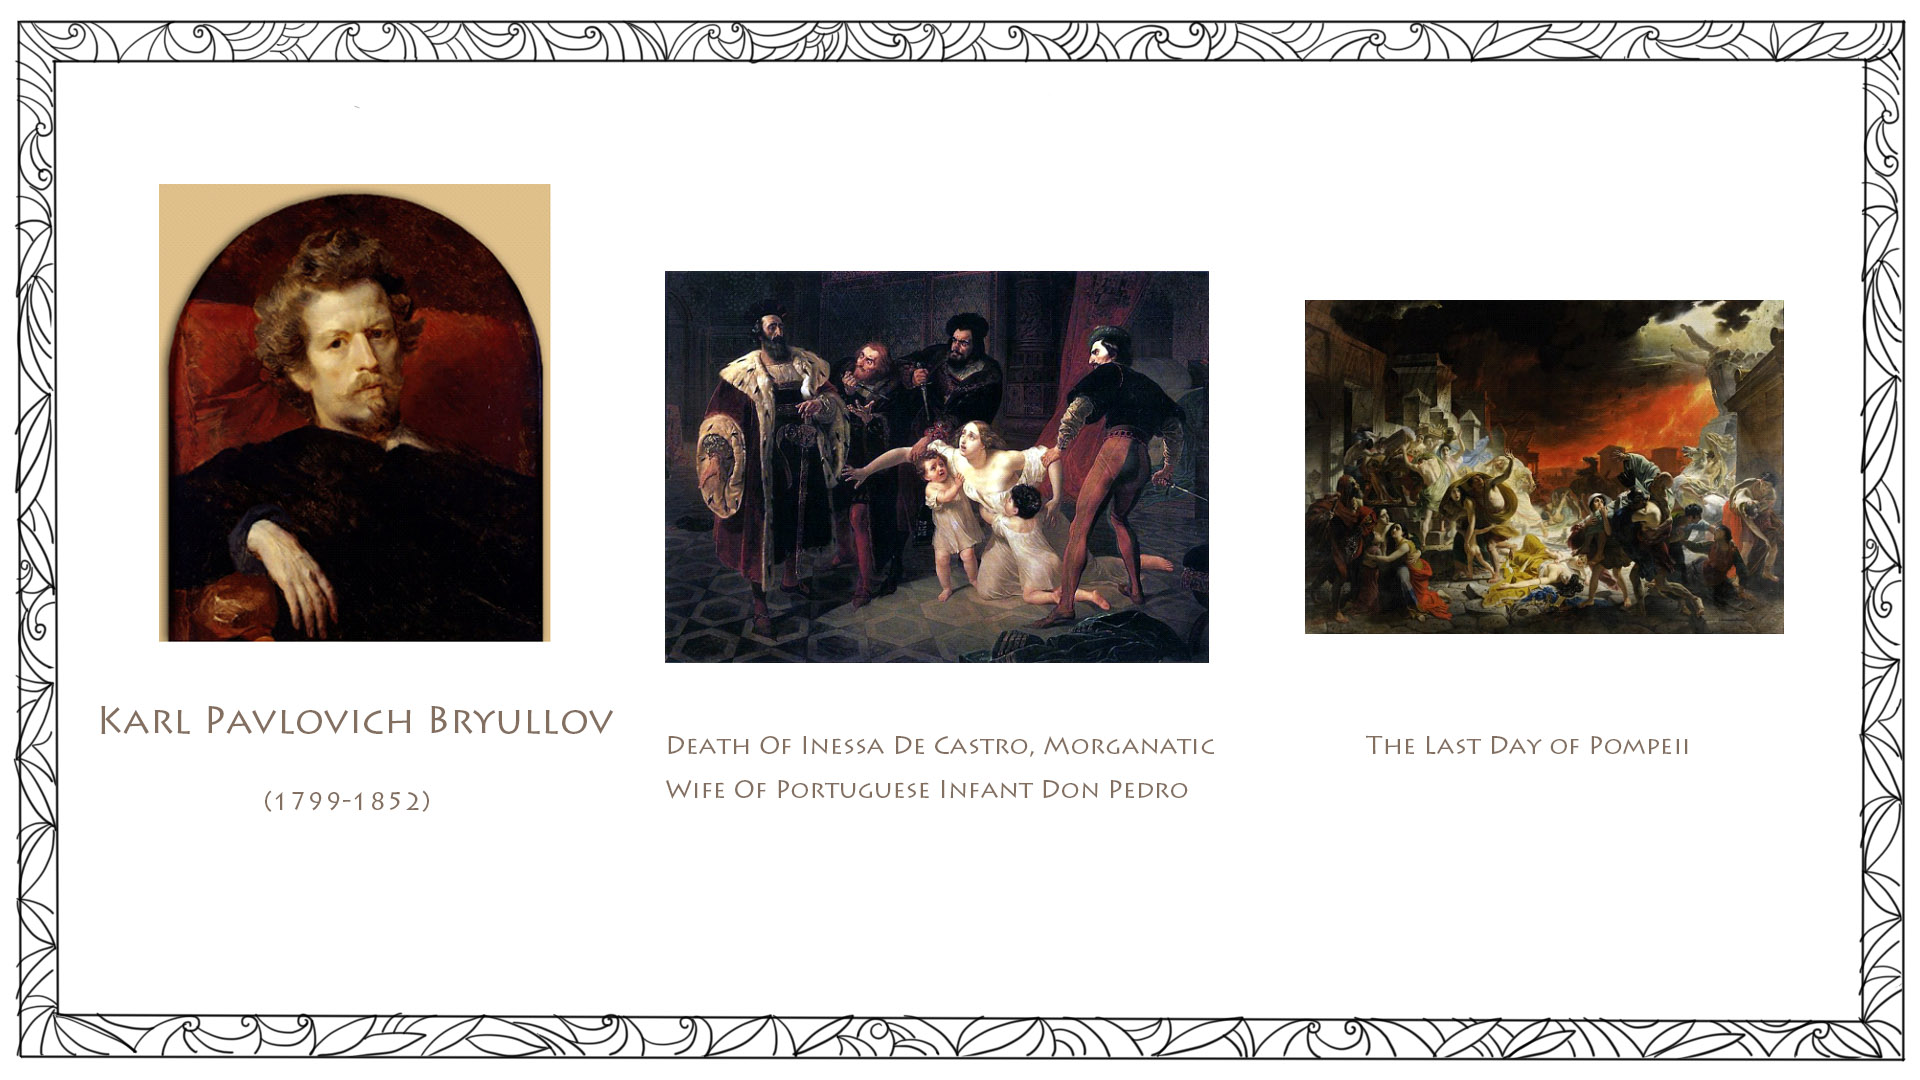 Karl Pavlovich Bryullov
(1799-1852)
Death Of Inessa De Castro, Morganatic
Wife Of Portuguese Infant Don Pedro
The Last Day of Pompeii